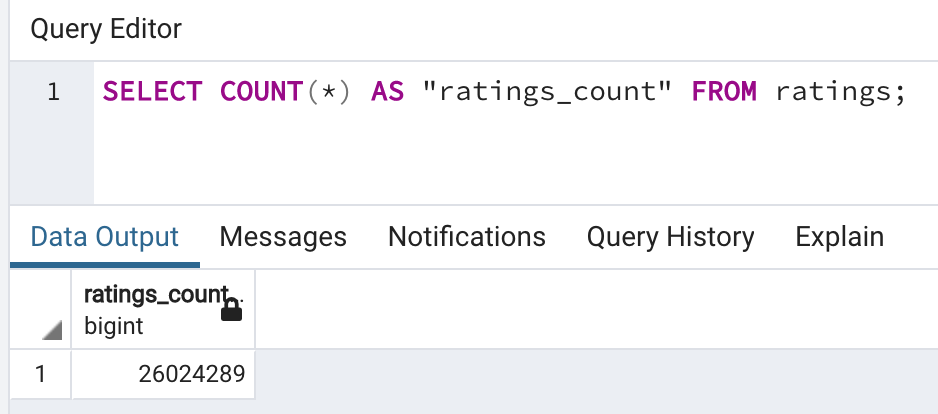 Query Editor
1 SELECT COUNT(*) AS "ratings_count" FROM ratings;
Data Output Messages Notifications Query History Explain
ratings_count
bigint
1 26024289